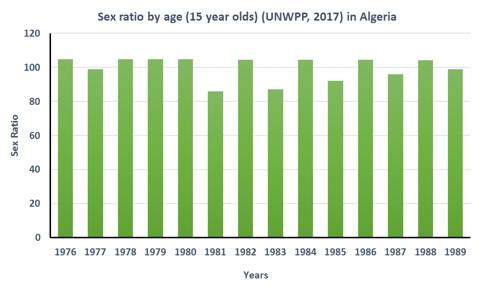 Sex ratio by age (15 year olds) (UNWPP, 2017) in Algeria
120
100
80
60
40
20
0
Sex Ratio
1976 1977 1978 1979 1980 1981 1982 1983 1984 1985 1986 1987 1988 1989
Years